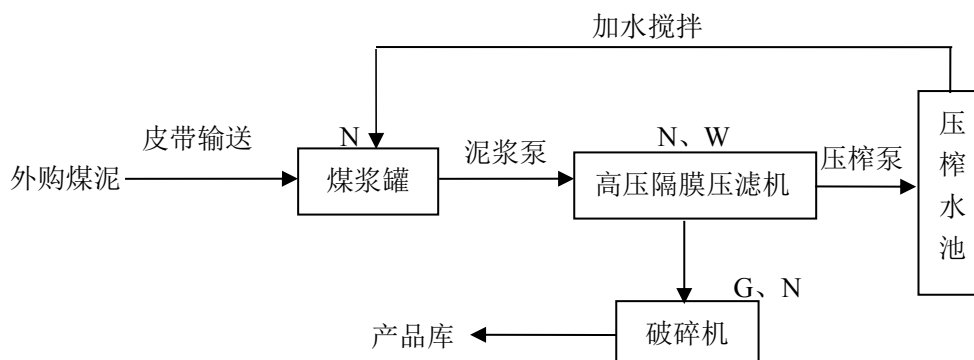 加水搅拌
皮带输送
N
泥浆泵
N、W
压榨泵
外购煤泥
煤浆罐
高压隔膜压滤机
压榨水池
G、N
产品库
破碎机